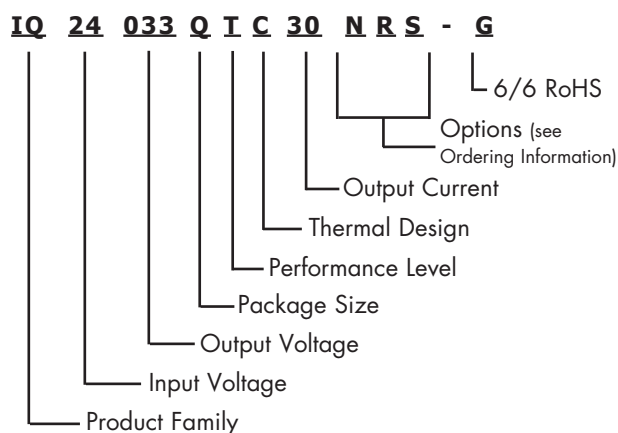 IQ 24 033 Q T C 30 N R S - G
6/6 RoHS
Options (see
Ordering Information)
Output Current
Thermal Design
Performance Level
Package Size
Output Voltage
Input Voltage
Product Family